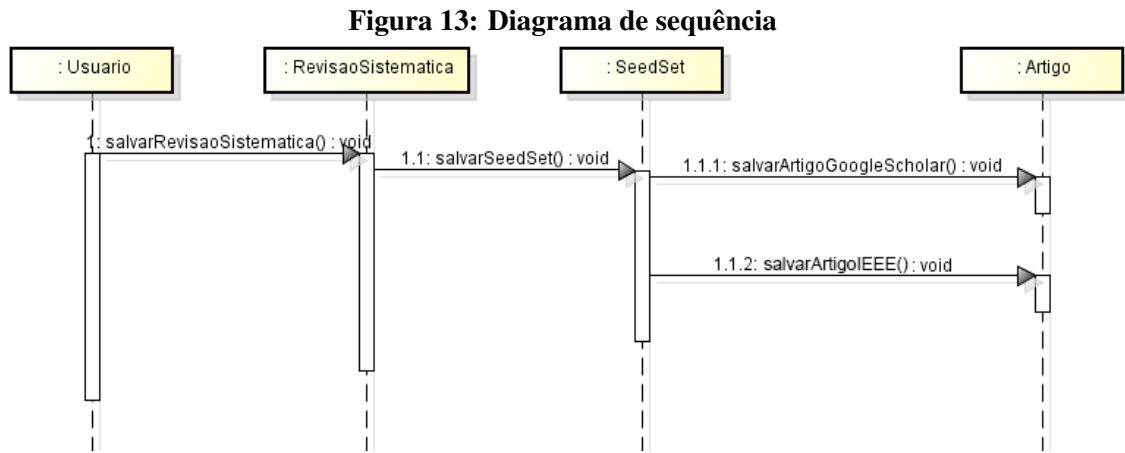 Figura 13: Diagrama de sequência
: Usuario
: RevisaoSistematica
: SeedSet
: Artigo
1: salvarRevisaoSistematica() : void
1.1: salvarSeedSet() : void
1.1.1: salvarArtigoGoogleScholar() : void
1.1.2: salvarArtigoIEEE() : void